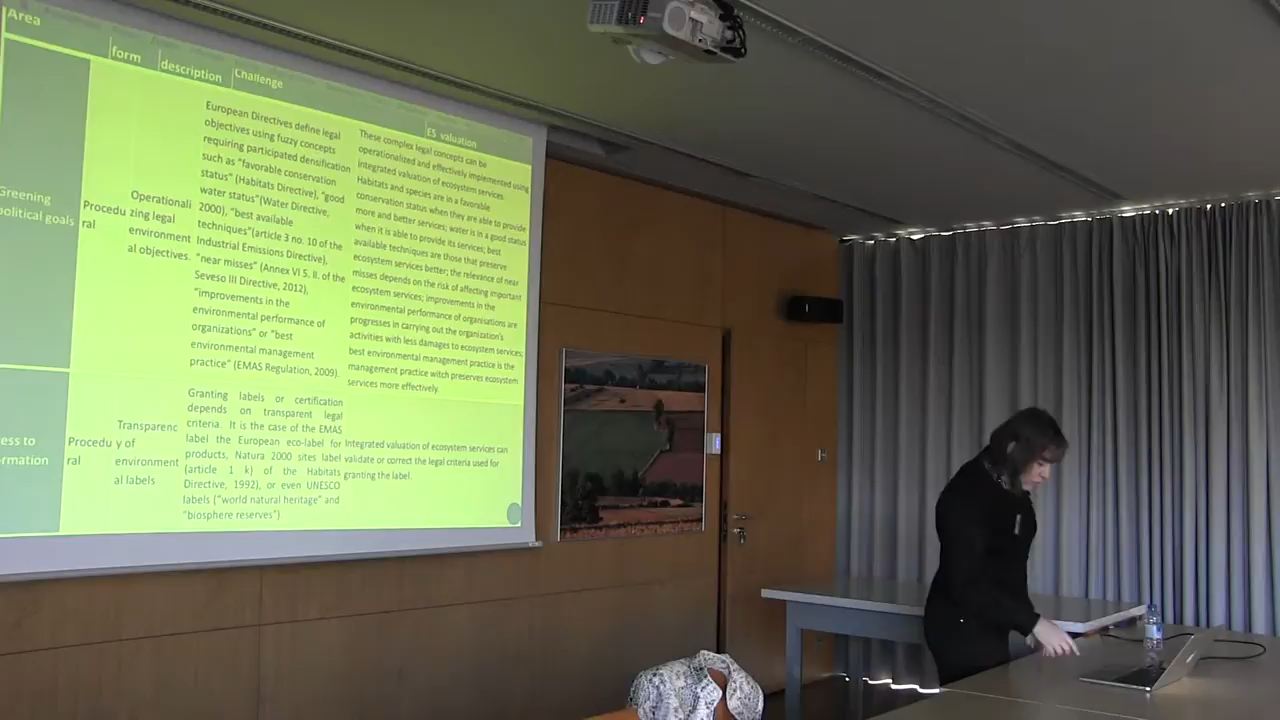 Area
form
description
Challenge
ES valuation
Greening
political goals
Procedu
ral
Operationali
zing legal
environment
al objectives.
European Directives define legal
objectives using fuzzy concepts
requiring participated densification
such as "favorable conservation
status" (Habitats Directive), "good
water status"(Water Directive,
2000), "best available
techniques"(article 3 no. 10 of the
Industrial Emissions Directive),
"near misses" (Annex VI 5. II. of the
Seveso III Directive, 2012),
"improvements in the
environmental performance of
organizations" or "best
environmental management
practice" (EMAS Regulation, 2009).
These complex legal concepts can be
operationalized and effectively implemented using
integrated valuation of ecosystem services.
Habitats and species are in a favorable
conservation status when they are able to provide
more and better services; water is in a good status
when it is able to provide its services; best
available techniques are those that preserve
ecosystem services better; the relevance of near
misses depends on the risk of affecting important
ecosystem services; improvements in the
environmental performance of organisations are
progresses in carrying out the organization's
activities with less damages to ecosystem services;
best environmental management practice is the
management practice witch preserves ecosystem
services more effectively.
ess to
rmation
Procedu
ral
Transparenc
y of
environment
al labels
Granting labels or certification
depends on transparent legal
criteria. It is the case of the EMAS
label the European eco-label for
products, Natura 2000 sites label
(article 1 k) of the Habitats
Directive, 1992), or even UNESCO
labels ("world natural heritage" and
"biosphere reserves")
Integrated valuation of ecosystem services can
validate or correct the legal criteria used for
granting the label.